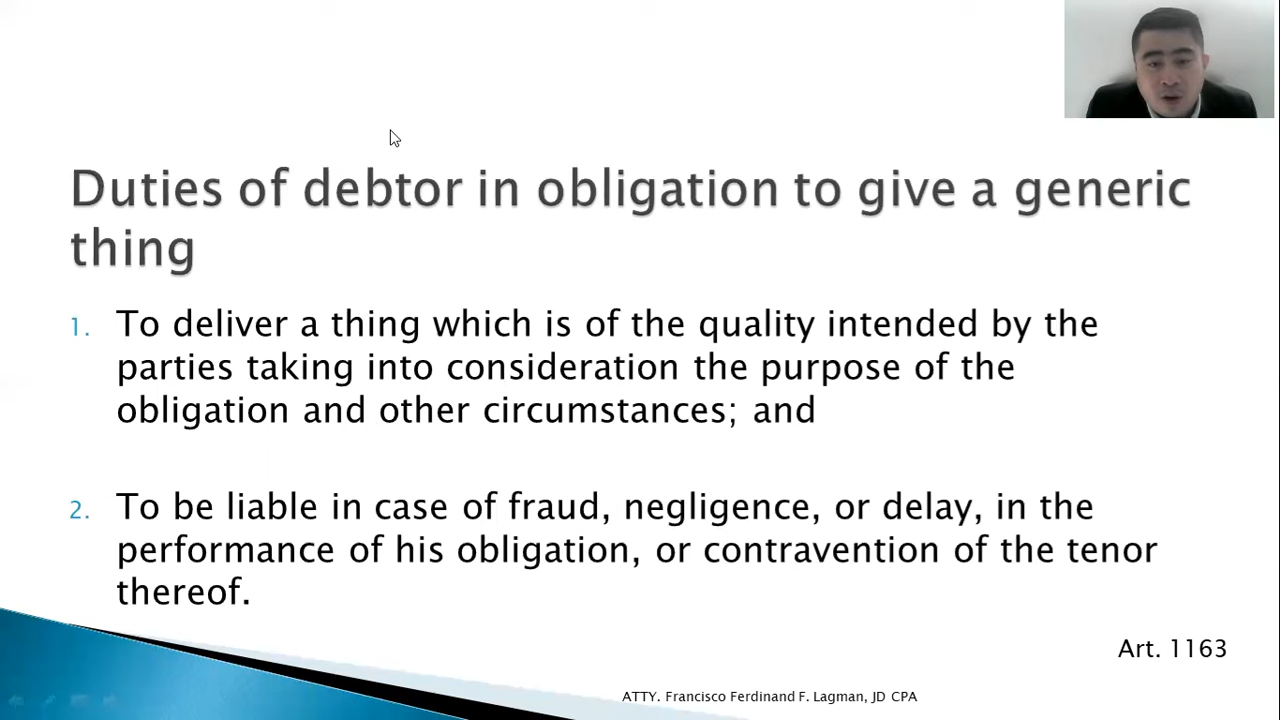 Duties of debtor in obligation to give a generic
thing
1. To deliver a thing which is of the quality intended by the
parties taking into consideration the purpose of the
obligation and other circumstances; and
2. To be liable in case of fraud, negligence, or delay, in the
performance of his obligation, or contravention of the tenor
thereof.
Art. 1163
ATTY. Francisco Ferdinand F. Lagman, JD CPA